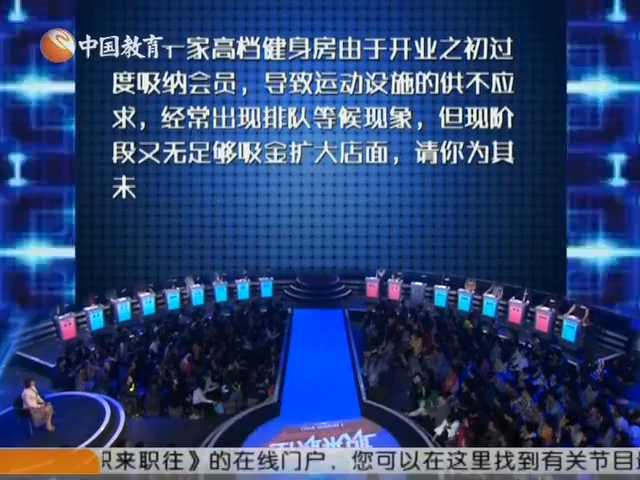 中国教育
一家高档健身房由于开业之初过
度吸纳会员，导致运动设施的供不应
求，经常出现排队等候现象，但现阶
段又无足够吸金扩大店面，请你为其
未
职来职往》的在线门户，您可以在这里找到有关节目